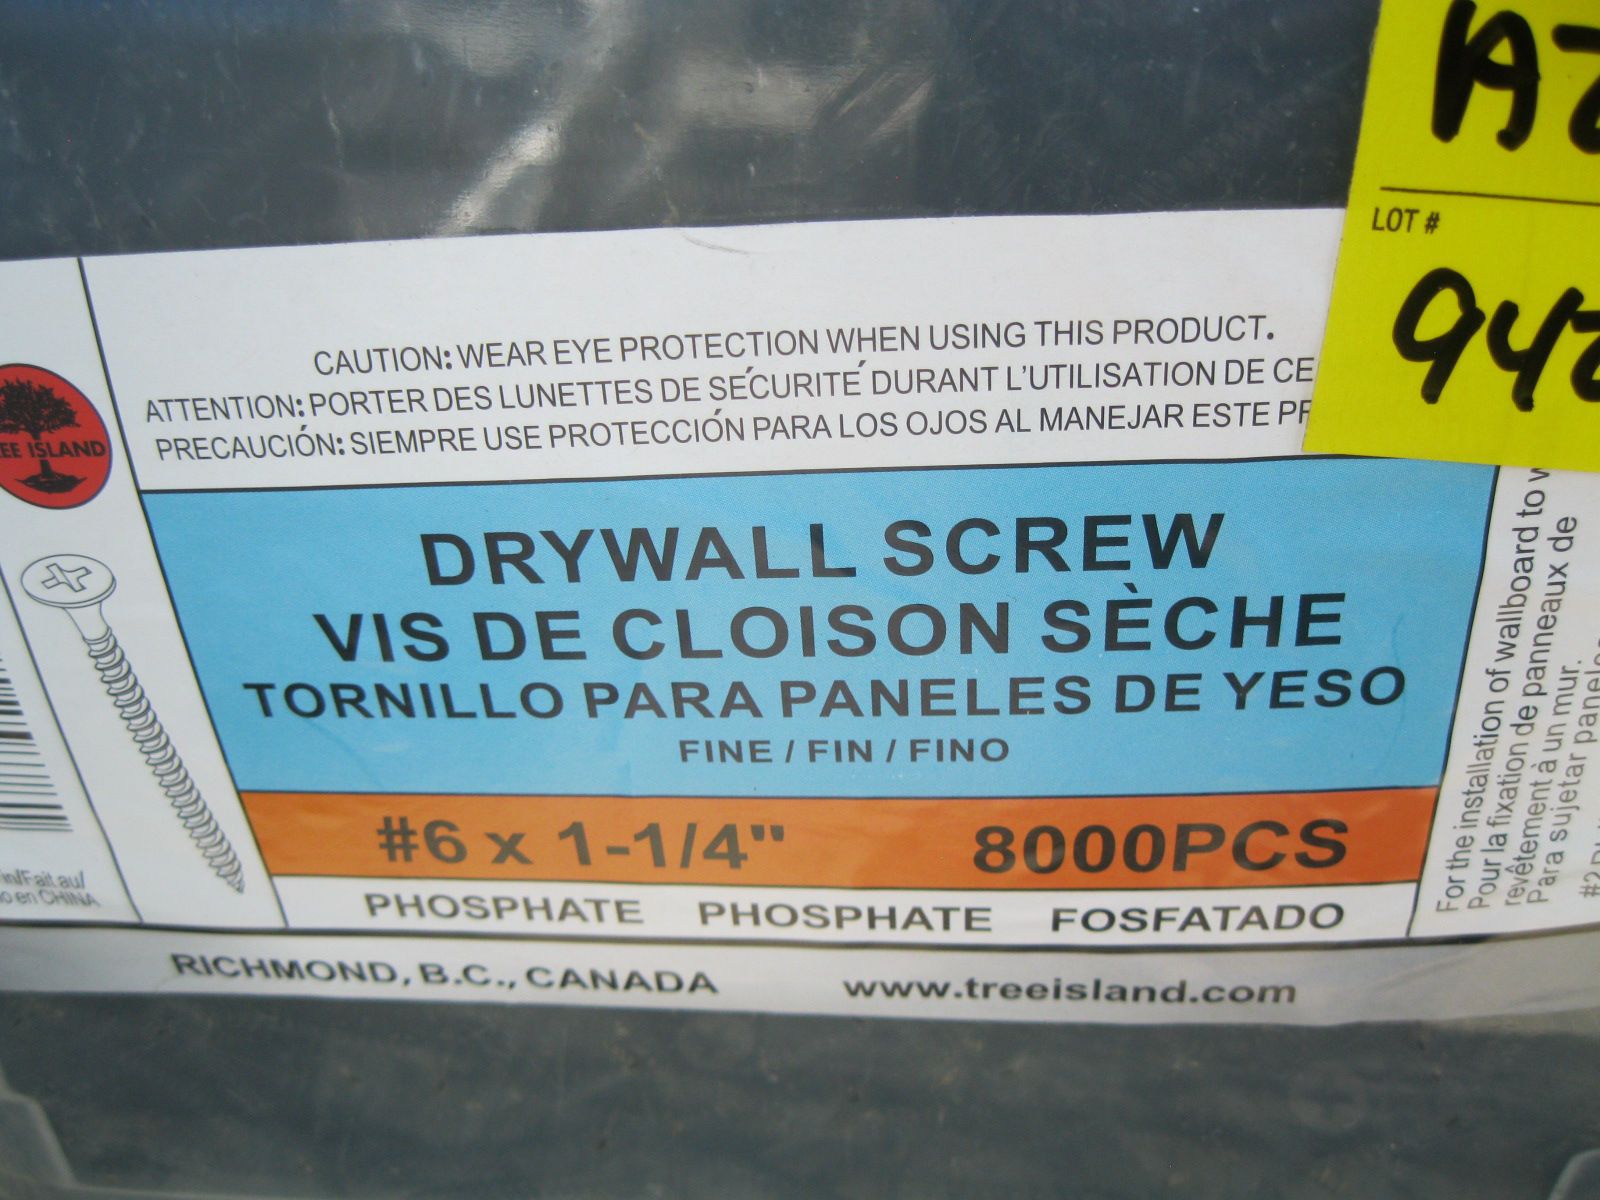 LOT #
CAUTION: WEAR EYE PROTECTION WHEN USING THIS PRODUCT.
ATTENTION: PORTER DES LUNETTES DE SÉCURITÉ DURANT L'UTILISATION DE CE
PRECAUCIÓN: SIEMPRE USE PROTECCIÓN PARA LOS OJOS AL MANEJAR ESTE
ISLAND
DRYWALL SCREW
VIS DE CLOISON SÈCHE
TORNILLO PARA PANELES DE YESO
FINE / FIN / FINO
#6 x 1-1/4" 8000PCS
PHOSPHATE PHOSPHATE FOSFATADO
en CHINA
RICHMOND, B.C., CANADA www.treeisland.com
For the installation of wallboard to
Pour la fixation de panneaux de
revêtement à un mur.
Para sujetar